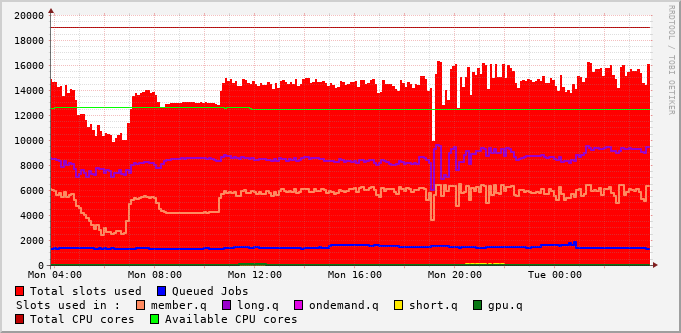 20000
18000
16000
14000
12000
10000
8000
6000
4000
2000
0
Mon 04:00 Mon 08:00 Mon 12:00 Mon 16:00 Mon 20:00 Tue 00:00
Total slots used Queued Jobs
Slots used in : member.q long.q ondemand.q short.q gpu.q
Total CPU cores Available CPU cores
RRDTOOL / TOBI OETIKER